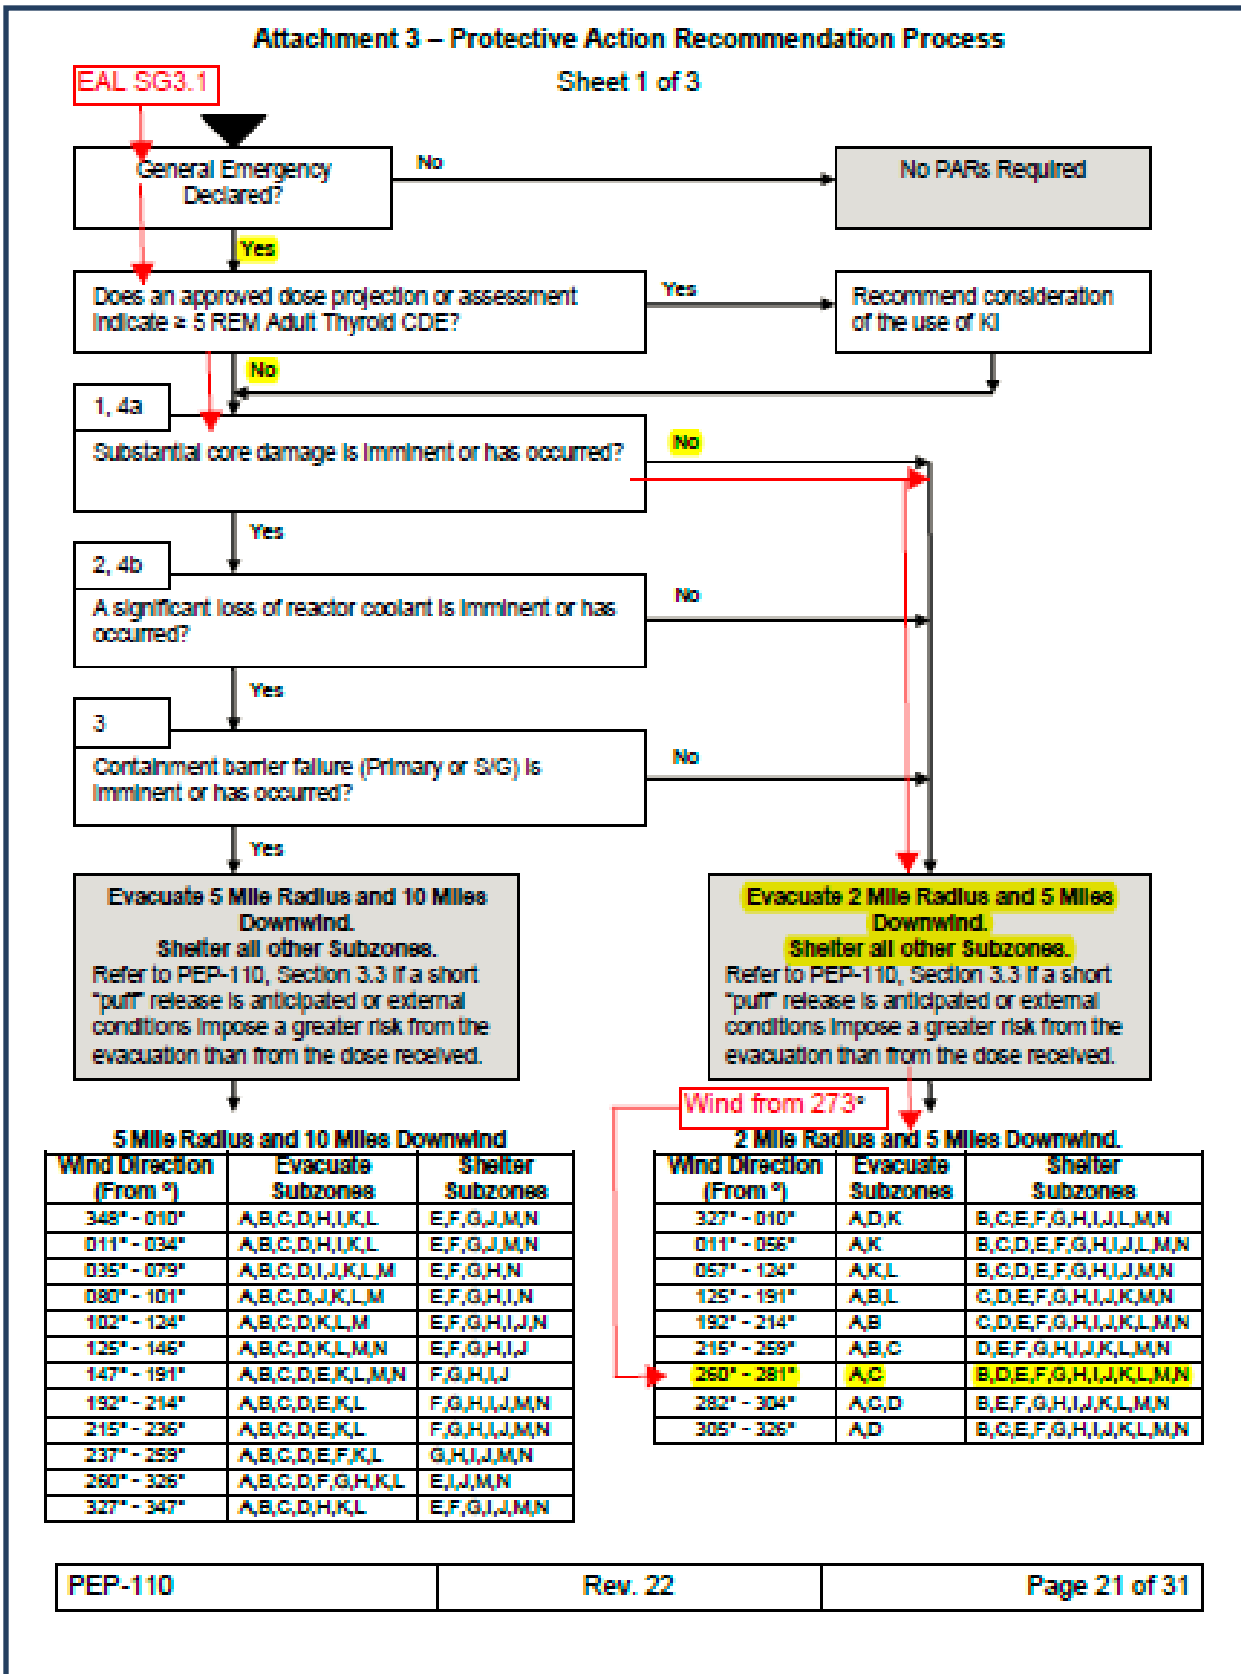 Attachment 3 – Protective Action Recommendation Process
EAL SG3.1
Sheet 1 of 3
General Emergency
Declared?
No
No PARs Required
Yes
Does an approved dose projection or assessment
indicate ≥ 5 REM Adult Thyroid CDE?
Yes
Recommend consideration
of the use of KI
No
1, 4a
Substantial core damage is imminent or has occurred?
No
Yes
2, 4b
A significant loss of reactor coolant is imminent or has
occurred?
No
Yes
3
Containment barrier failure (Primary or S/G) is
imminent or has occurred?
No
Yes
Evacuate 5 Mile Radius and 10 Miles
Downwind.
Shelter all other Subzones.
Refer to PEP-110, Section 3.3 if a short
"puff" release is anticipated or external
conditions impose a greater risk from the
evacuation than from the dose received.
Evacuate 2 Mile Radius and 5 Miles
Downwind.
Shelter all other Subzones.
Refer to PEP-110, Section 3.3 if a short
"puff" release is anticipated or external
conditions impose a greater risk from the
evacuation than from the dose received.
Wind from 273°
5 Mile Radius and 10 Miles Downwind
Wind Direction (From º) Evacuate Subzones Shelter Subzones
348° - 010° A,B,C,D,H,I,K,L E,F,G,J,M,N
011° - 034° A,B,C,D,H,I,K,L E,F,G,J,M,N
035° - 079° A,B,C,D,I,J,K,L,M E,F,G,H,N
080° - 101° A,B,C,D,J,K,L,M E,F,G,H,I,N
102° - 124° A,B,C,D,K,L,M E,F,G,H,I,J,N
125° - 146° A,B,C,D,K,L,M,N E,F,G,H,I,J
147° - 191° A,B,C,D,E,K,L,M,N F,G,H,I,J
192° - 214° A,B,C,D,E,K,L F,G,H,I,J,M,N
215° - 236° A,B,C,D,E,K,L F,G,H,I,J,M,N
237° - 259° A,B,C,D,E,F,K,L G,H,I,J,M,N
260° - 326° A,B,C,D,F,G,H,K,L E,I,J,M,N
327° - 347° A,B,C,D,H,K,L E,F,G,I,J,M,N
2 Mile Radius and 5 Miles Downwind.
Wind Direction (From º) Evacuate Subzones Shelter Subzones
327° - 010° A,D,K B,C,E,F,G,H,I,J,L,M,N
011° - 056° A,K B,C,D,E,F,G,H,I,J,L,M,N
057° - 124° A,K,L B,C,D,E,F,G,H,I,J,M,N
125° - 191° A,B,L C,D,E,F,G,H,I,J,K,M,N
192° - 214° A,B C,D,E,F,G,H,I,J,K,L,M,N
215° - 259° A,B,C D,E,F,G,H,I,J,K,L,M,N
260° - 281° A,C B,D,E,F,G,H,I,J,K,L,M,N
282° - 304° A,C,D B,E,F,G,H,I,J,K,L,M,N
305° - 326° A,D B,C,E,F,G,H,I,J,K,L,M,N
PEP-110 Rev. 22 Page 21 of 31